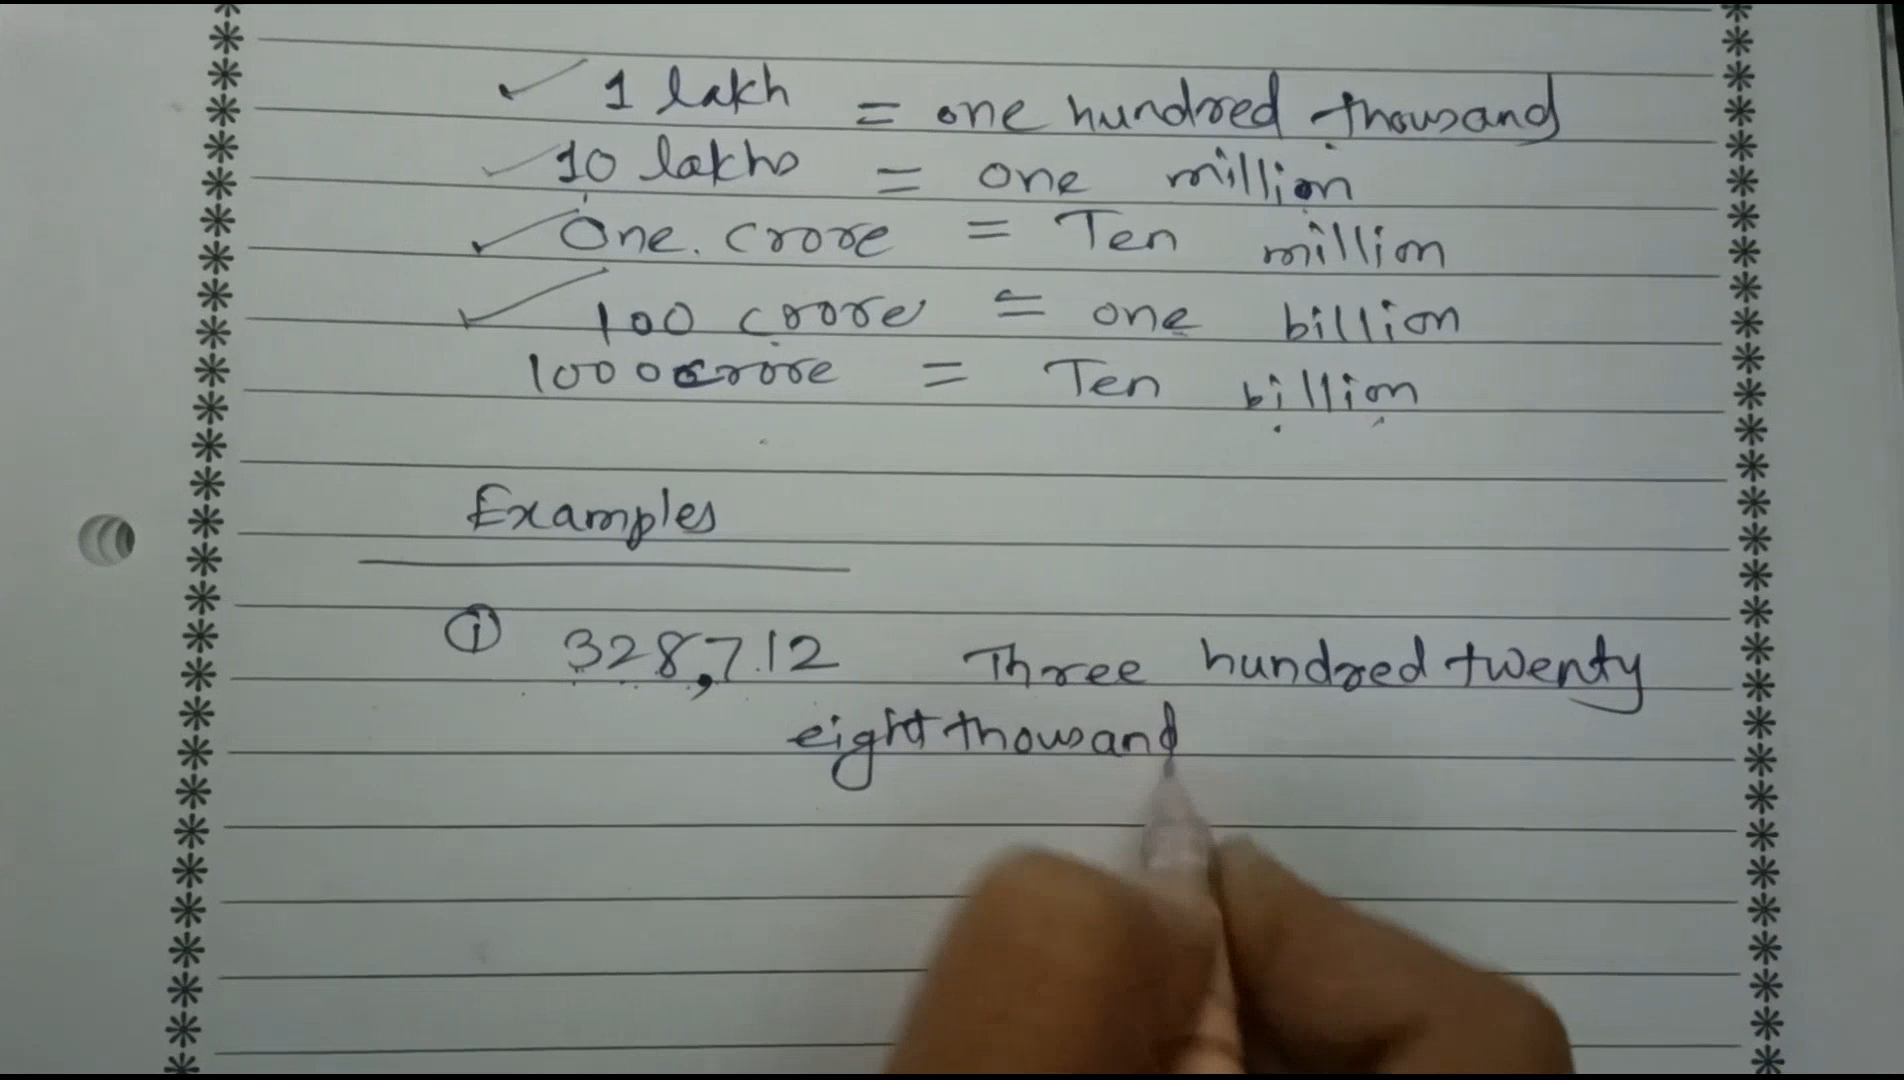 1 lakh = one hundred thousand
10 lakhs = one million
One. crore = Ten million
100 crore = one billion
1000 crore = Ten billion
Examples
① 328,712 Three hundred twenty
eight thousand